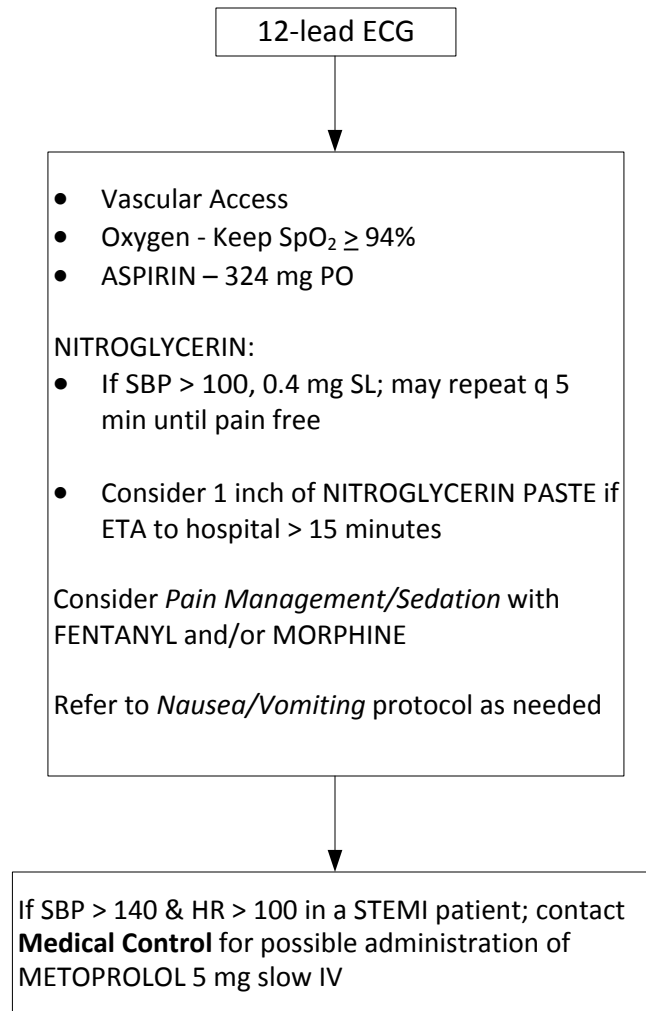 12-lead ECG
• Vascular Access
• Oxygen - Keep SpO₂ ≥ 94%
• ASPIRIN – 324 mg PO
NITROGLYCERIN:
• If SBP > 100, 0.4 mg SL; may repeat q 5
min until pain free
• Consider 1 inch of NITROGLYCERIN PASTE if
ETA to hospital > 15 minutes
Consider Pain Management/Sedation with
FENTANYL and/or MORPHINE
Refer to Nausea/Vomiting protocol as needed
If SBP > 140 & HR > 100 in a STEMI patient; contact
Medical Control for possible administration of
METOPROLOL 5 mg slow IV